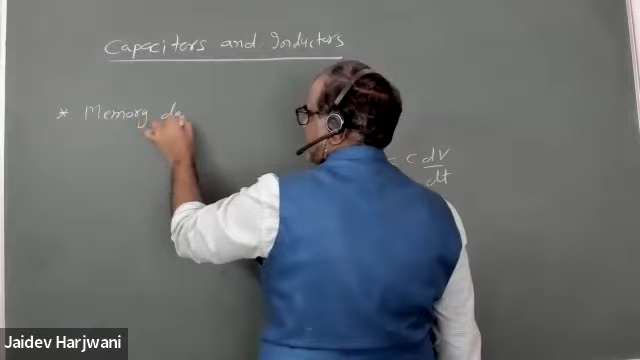 Capacitors and Inductors
* Memory
= C dV/dt
Jaidev Harjwani